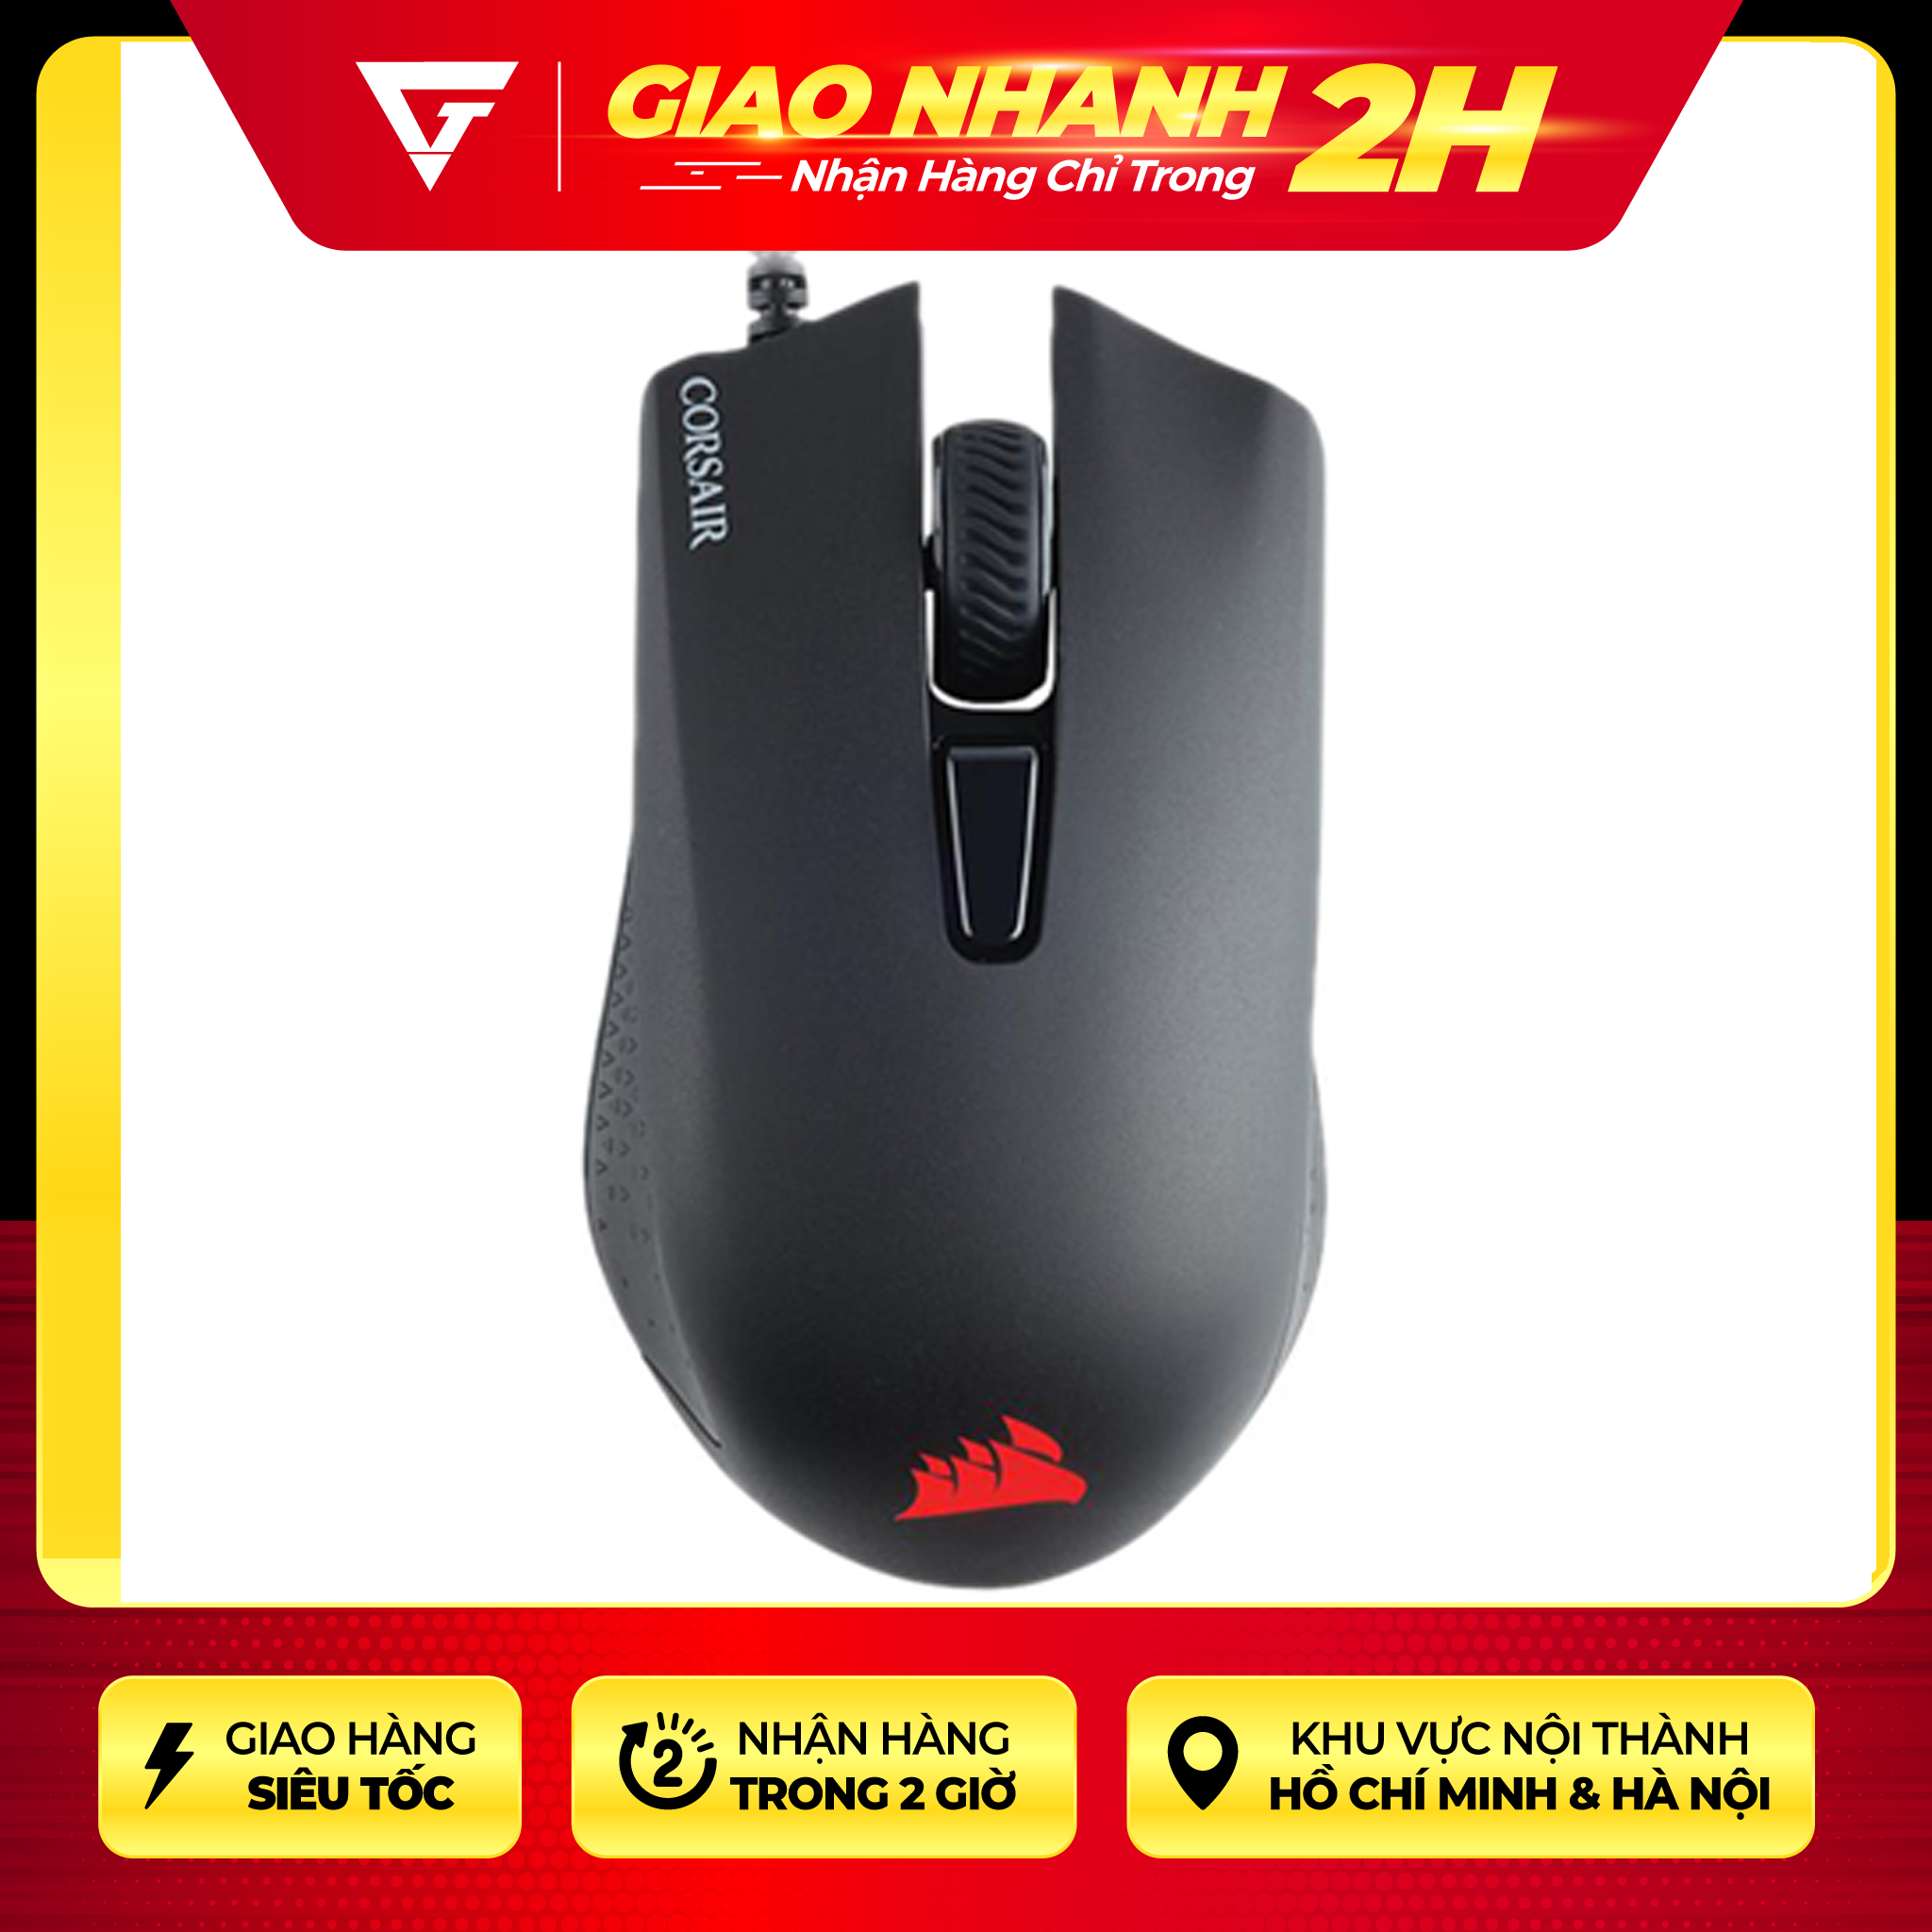 GIAO NHANH 2H
Nhận Hàng Chỉ Trong
CORSAIR
GIAO HÀNG
SIÊU TỐC
2
NHẬN HÀNG
TRONG 2 GIỜ
KHU VỰC NỘI THÀNH
HỒ CHÍ MINH & HÀ NỘI